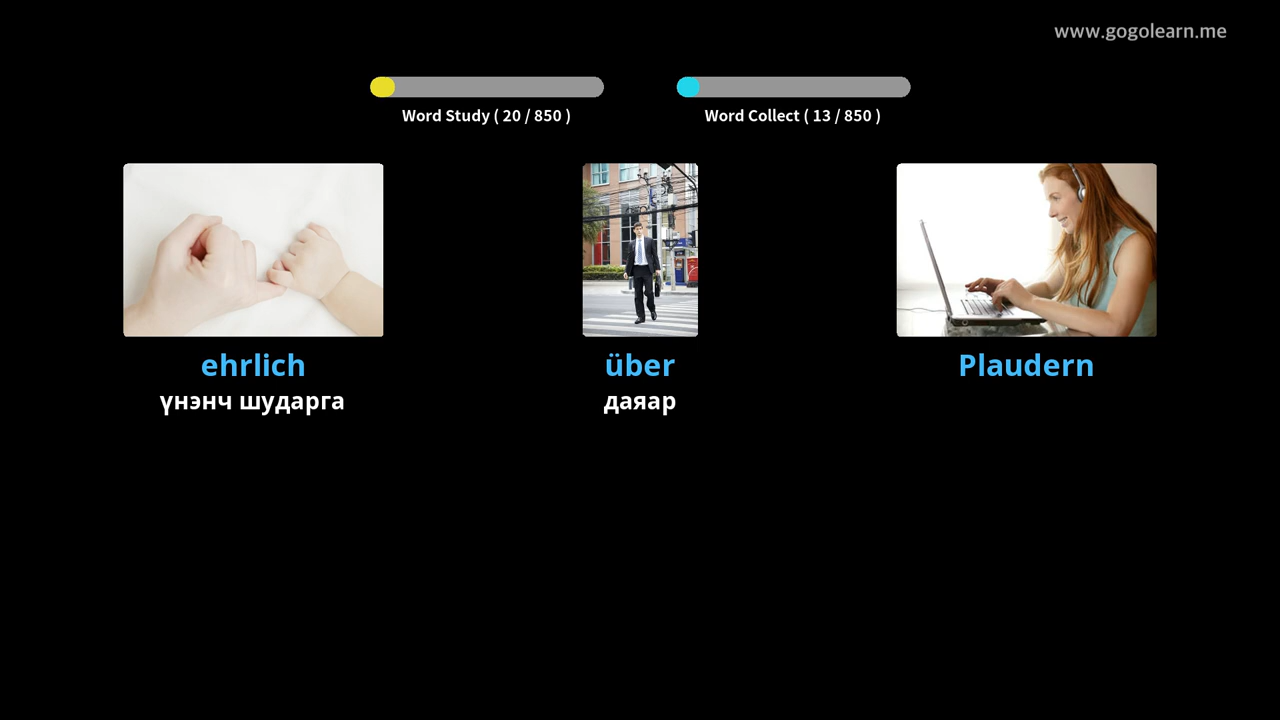 www.gogolearn.me
Word Study ( 20 / 850 )
Word Collect ( 13 / 850 )
ehrlich
über
Plaudern
үнэнч шударга
даяар